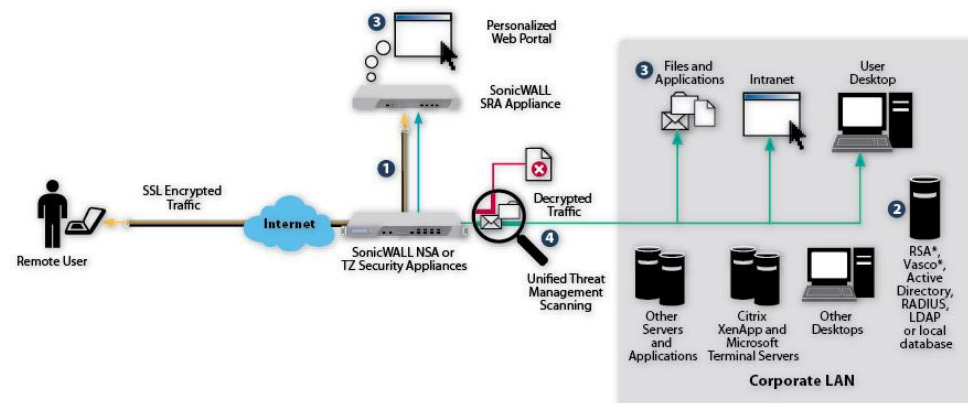 3
Personalized
Web Portal
SonicWALL
SRA Appliance
1
SSL Encrypted
Traffic
Internet
Remote User
SonicWALL NSA or
TZ Security Appliances
Decrypted
Traffic
4
Unified Threat
Management
Scanning
3
Files and
Applications
Intranet
User
Desktop
2
RSA*,
Vasco*,
Active
Directory,
RADIUS,
LDAP
or local
database
Other
Servers
and
Applications
Citrix
XenApp and
Microsoft
Terminal Servers
Other
Desktops
Corporate LAN